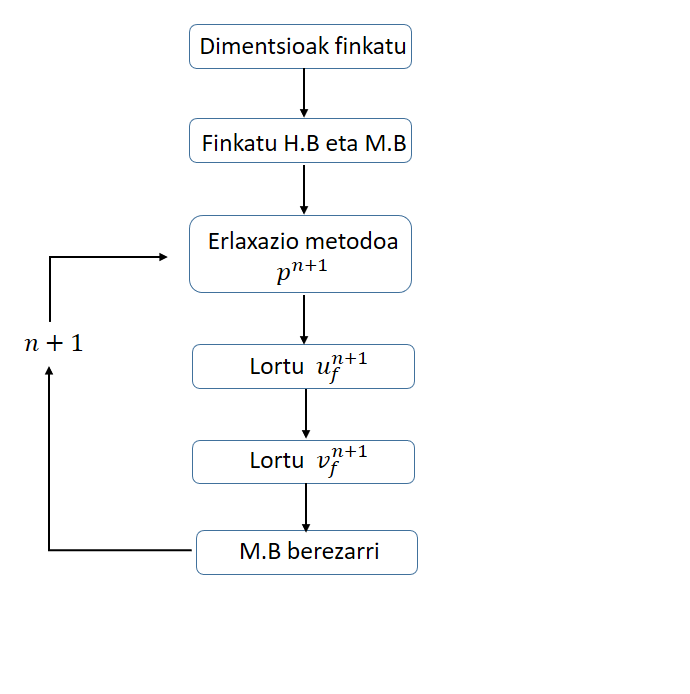 Dimentsioak finkatu
Finkatu H.B eta M.B
Erlaxazio metodoa
$p^{n+1}$
$n + 1$
Lortu $u_f^{n+1}$
Lortu $v_f^{n+1}$
M.B berezarri